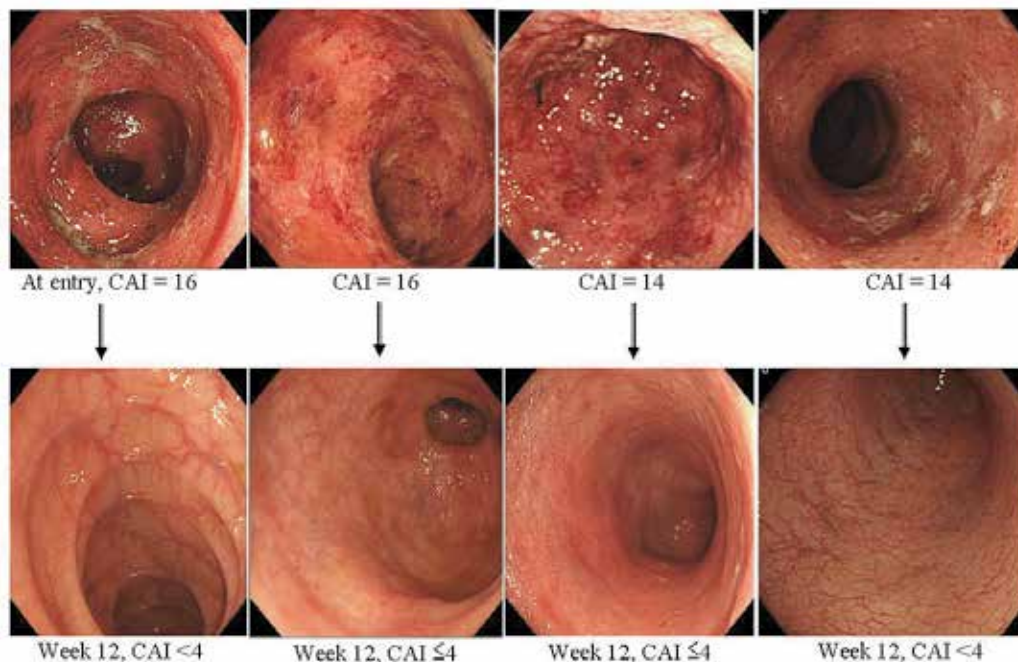 At entry, CAI = 16
CAI = 16
CAI = 14
CAI = 14
Week 12, CAI <4
Week 12, CAI ≦4
Week 12, CAI ≦4
Week 12, CAI <4